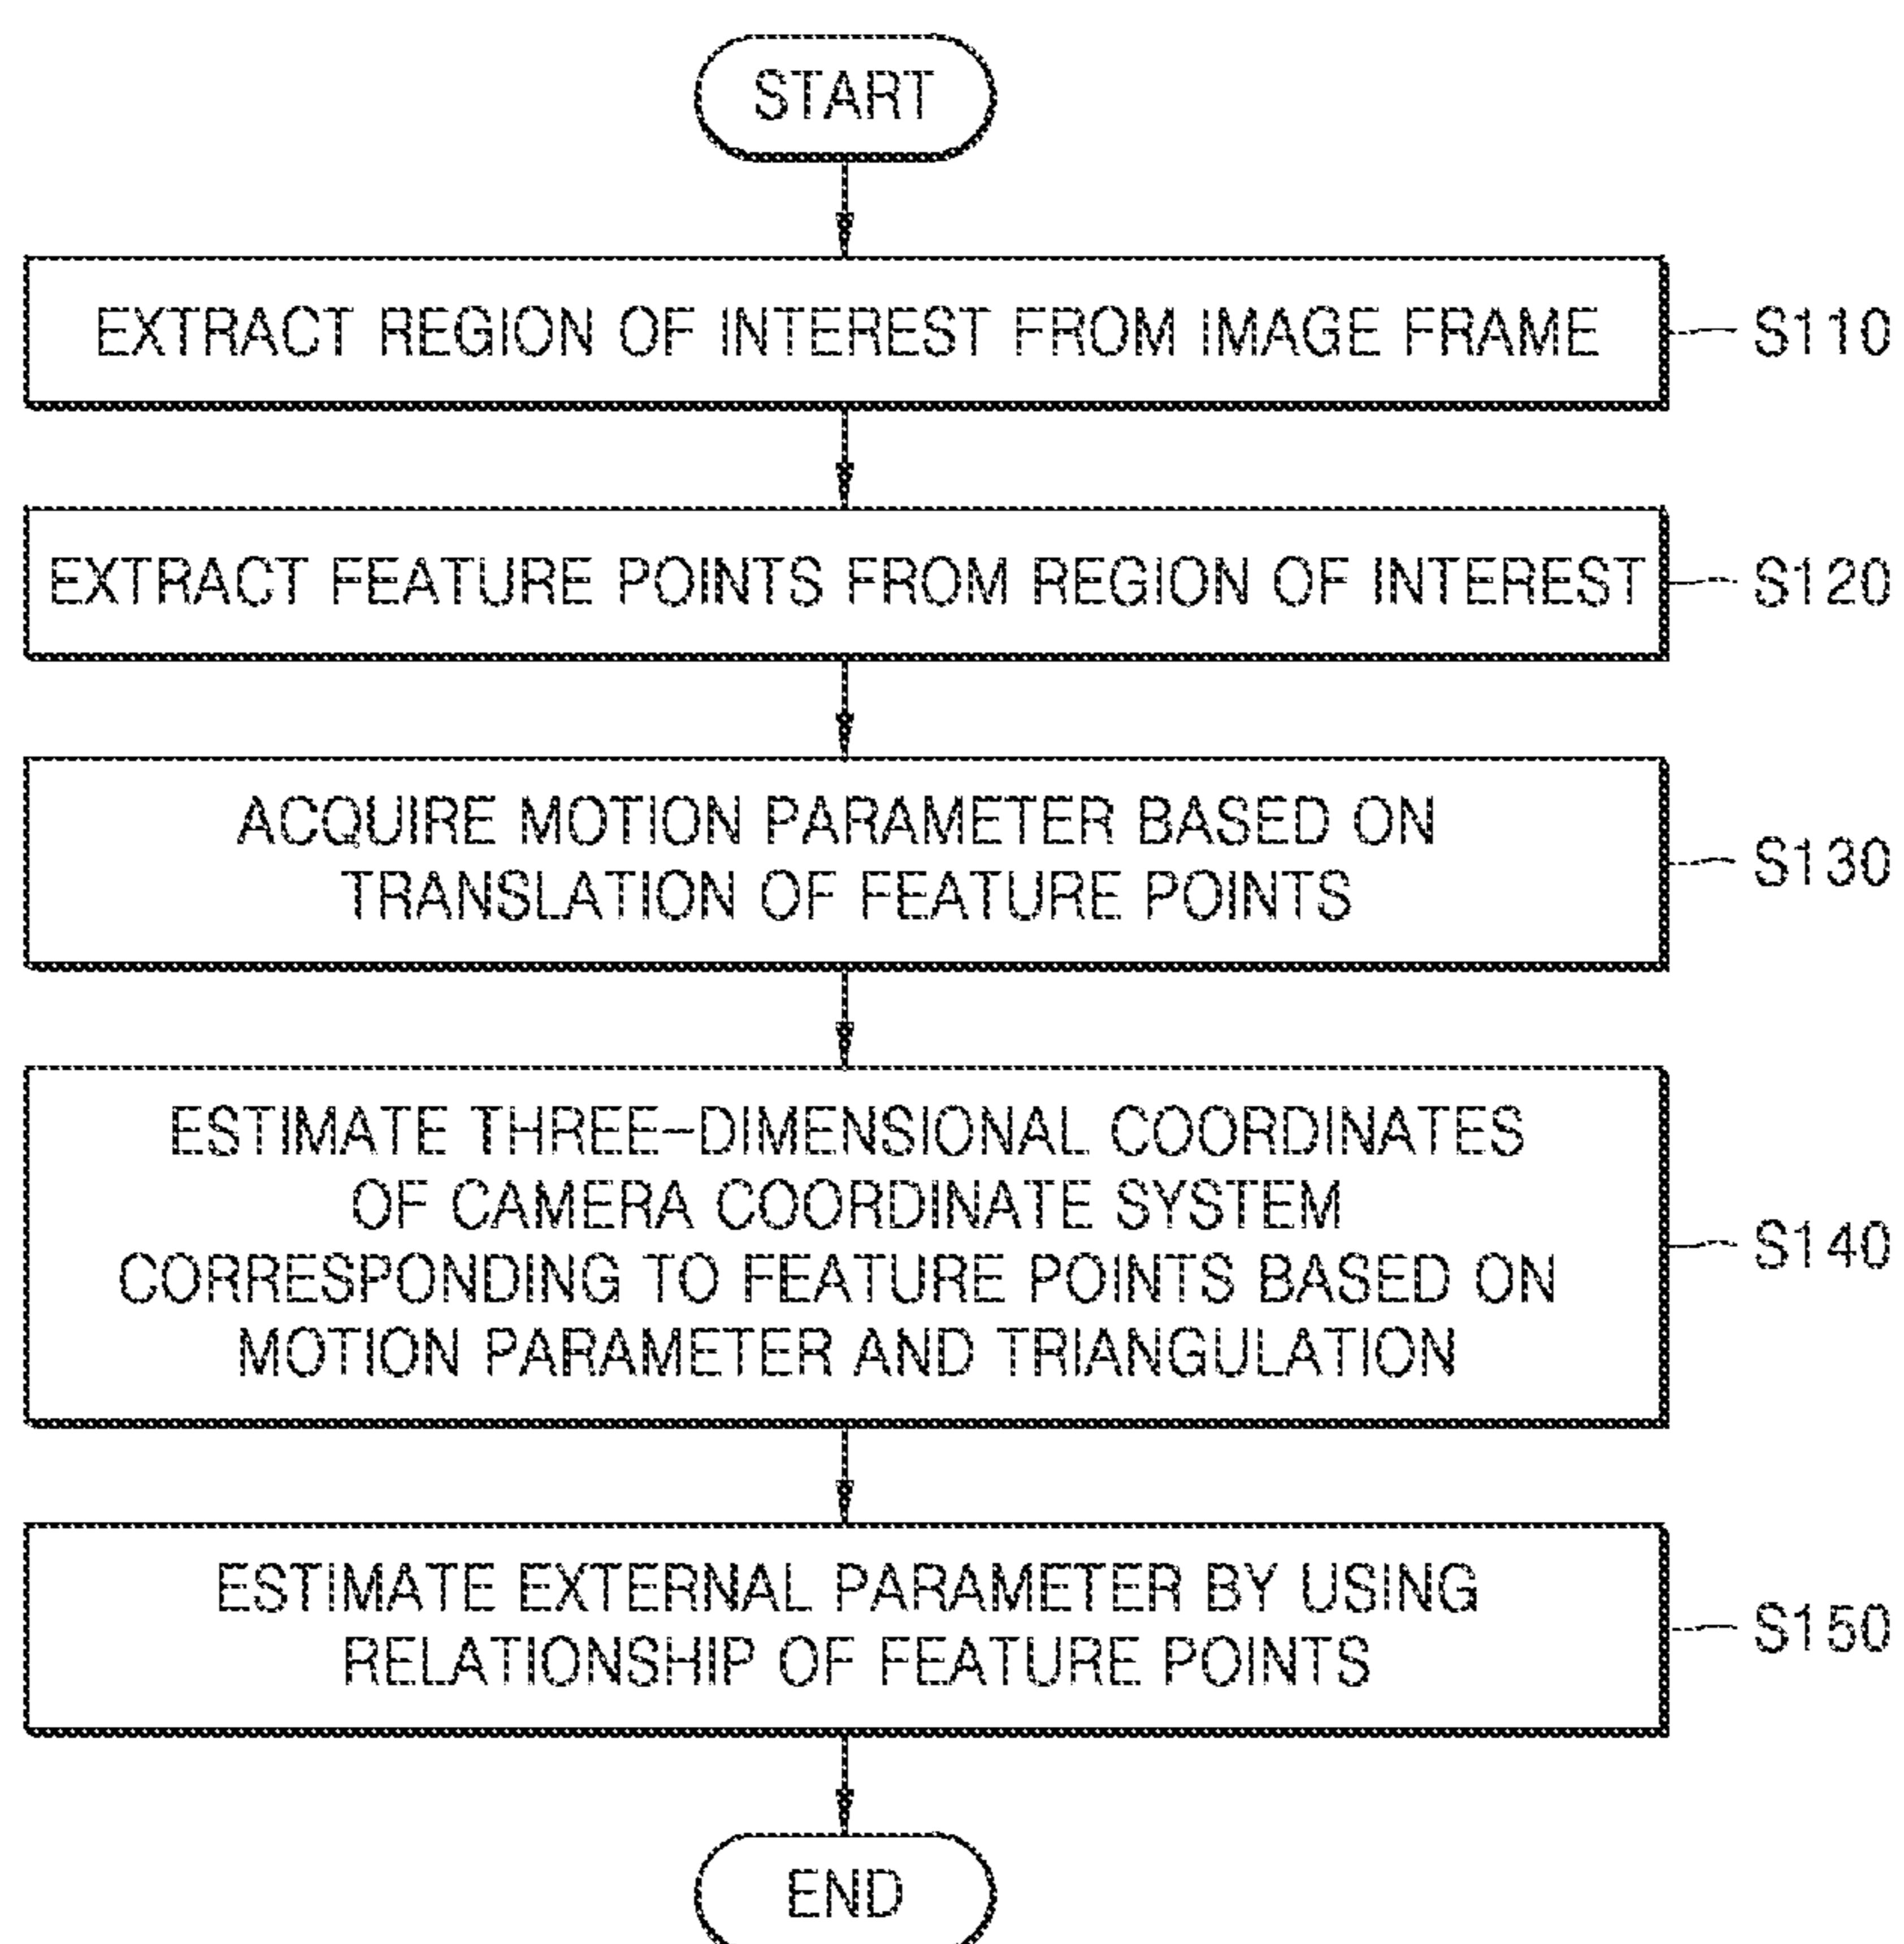 START
EXTRACT REGION OF INTEREST FROM IMAGE FRAME
S110
EXTRACT FEATURE POINTS FROM REGION OF INTEREST
S120
ACQUIRE MOTION PARAMETER BASED ON
TRANSLATION OF FEATURE POINTS
S130
ESTIMATE THREE-DIMENSIONAL COORDINATES
OF CAMERA COORDINATE SYSTEM
CORRESPONDING TO FEATURE POINTS BASED ON
MOTION PARAMETER AND TRIANGULATION
S140
ESTIMATE EXTERNAL PARAMETER BY USING
RELATIONSHIP OF FEATURE POINTS
S150
END